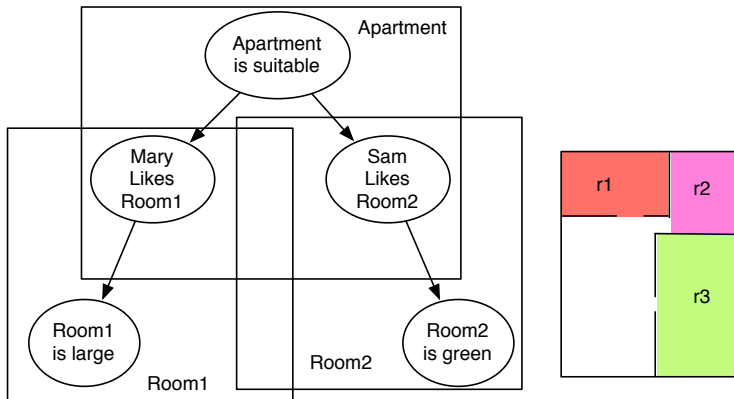 Apartment
Apartment
is suitable
Mary
Likes
Room1
Sam
Likes
Room2
r1
r2
r3
Room1
is large
Room2
is green
Room2
Room1